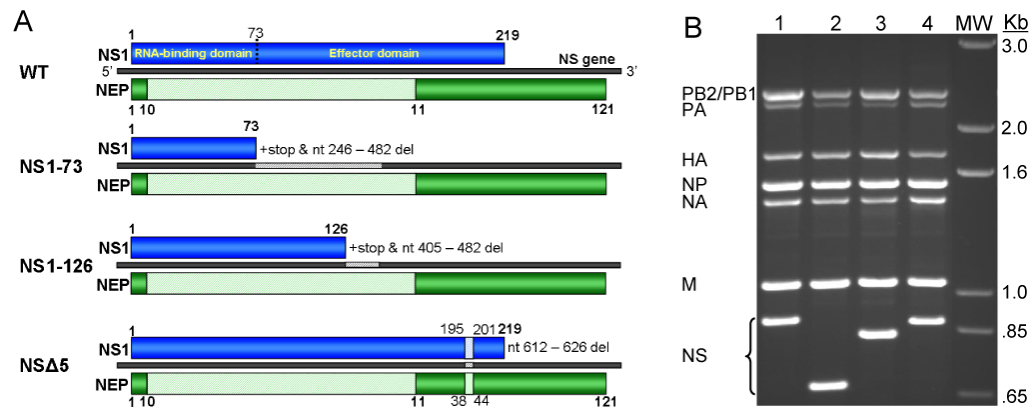 A
73
219
NS1 RNA-binding domain Effector domain
NS gene
WT
5' 3'
NEP
1 10 11 121
1 73
NS1 +stop & nt 246 – 482 del
NS1-73
NEP
1 126
NS1 +stop & nt 405 – 482 del
NS1-126
NEP
1 195 201 219
NS1 nt 612 – 626 del
NSΔ5
NEP
1 10 11 38 44 121
B
1 2 3 4 MW Kb
3.0
PB2/PB1
PA
2.0
HA
1.6
NP
NA
M
1.0
.85
NS
.65